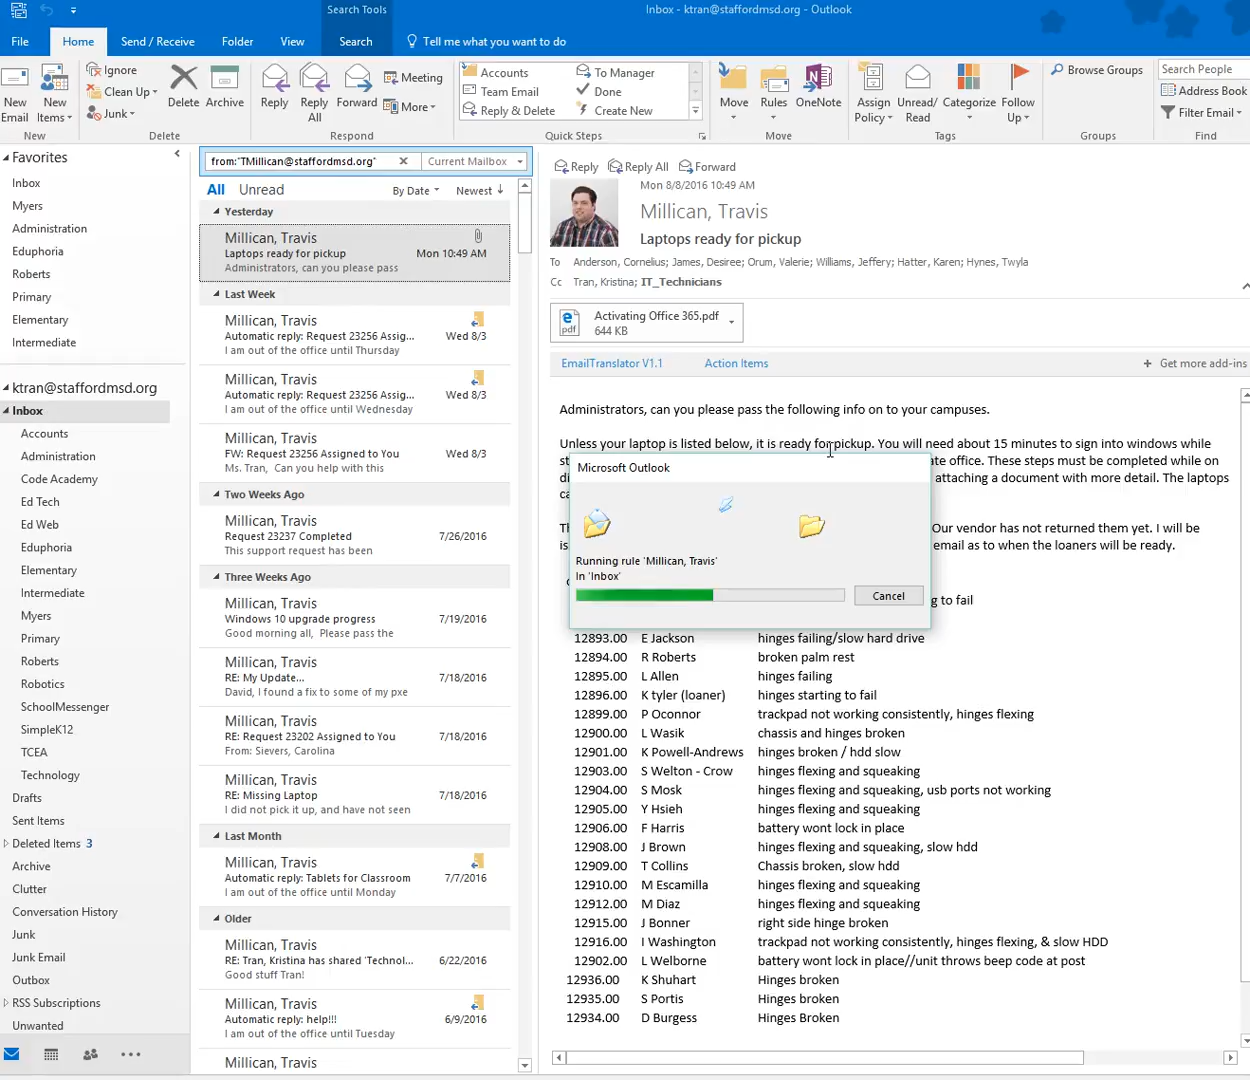 Search Tools
Inbox - ktran@staffordmsd.org - Outlook
File
Home
Send / Receive
Folder
View
Search
Tell me what you want to do
New
Email
New
Items
New
Ignore
Clean Up
Junk
Delete
Archive
Delete
Reply
Reply
All
Forward
Meeting
More
Respond
Accounts
Team Email
Reply & Delete
To Manager
Done
Create New
Quick Steps
Move
Rules
OneNote
Move
Assign
Policy
Unread/
Read
Categorize
Follow
Up
Tags
Browse Groups
Groups
Search People
Address Book
Filter Email
Find
Favorites
Inbox
Myers
Administration
Eduphoria
Roberts
Primary
Elementary
Intermediate
ktran@staffordmsd.org
Inbox
Accounts
Administration
Code Academy
Ed Tech
Ed Web
Eduphoria
Elementary
Intermediate
Myers
Primary
Roberts
Robotics
SchoolMessenger
SimpleK12
TCEA
Technology
Drafts
Sent Items
Deleted Items 3
Archive
Clutter
Conversation History
Junk
Junk Email
Outbox
RSS Subscriptions
Unwanted
from:"TMillican@staffordmsd.org"
Current Mailbox
All Unread
By Date Newest
Yesterday
Millican, Travis
Laptops ready for pickup Mon 10:49 AM
Administrators, can you please pass
Last Week
Millican, Travis
Automatic reply: Request 23256 Assig... Wed 8/3
I am out of the office until Thursday
Millican, Travis
Automatic reply: Request 23256 Assig... Wed 8/3
I am out of the office until Wednesday
Millican, Travis
FW: Request 23256 Assigned to You Wed 8/3
Ms. Tran, Can you help with this
Two Weeks Ago
Millican, Travis
Request 23237 Completed 7/26/2016
This support request has been
Three Weeks Ago
Millican, Travis
Windows 10 upgrade progress 7/19/2016
Good morning all, Please pass the
Millican, Travis
RE: My Update... 7/18/2016
David, I found a fix to some of my pxe
Millican, Travis
RE: Request 23202 Assigned to You 7/18/2016
From: Sievers, Carolina
Millican, Travis
RE: Missing Laptop 7/18/2016
I did not pick it up, and have not seen
Last Month
Millican, Travis
Automatic reply: Tablets for Classroom 7/7/2016
I am out of the office until Monday
Older
Millican, Travis
RE: Tran, Kristina has shared 'Technol... 6/22/2016
Good stuff Tran!
Millican, Travis
Automatic reply: help!!! 6/9/2016
I am out of the office until Tuesday
Millican, Travis
Reply Reply All Forward
Mon 8/8/2016 10:49 AM
Millican, Travis
Laptops ready for pickup
To Anderson, Cornelius; James, Desiree; Orum, Valerie; Williams, Jeffery; Hatter, Karen; Hynes, Twyla
Cc Tran, Kristina; IT_Technicians
pdf
Activating Office 365.pdf
644 KB
EmailTranslator V1.1
Action Items
+ Get more add-ins
Administrators, can you please pass the following info on to your campuses.
Unless your laptop is listed below, it is ready for pickup. You will need about 15 minutes to sign into windows while
office. These steps must be completed while on
attaching a document with more detail. The laptops
Our vendor has not returned them yet. I will be
email as to when the loaners will be ready.
Microsoft Outlook
Running rule 'Millican, Travis'
In 'Inbox'
Cancel
to fail
12893.00 E Jackson hinges failing/slow hard drive
12894.00 R Roberts broken palm rest
12895.00 L Allen hinges failing
12896.00 K tyler (loaner) hinges starting to fail
12899.00 P Oconnor trackpad not working consistently, hinges flexing
12900.00 L Wasik chassis and hinges broken
12901.00 K Powell-Andrews hinges broken / hdd slow
12903.00 S Welton - Crow hinges flexing and squeaking
12904.00 S Mosk hinges flexing and squeaking, usb ports not working
12905.00 Y Hsieh hinges flexing and squeaking
12906.00 F Harris battery wont lock in place
12908.00 J Brown hinges flexing and squeaking, slow hdd
12909.00 T Collins Chassis broken, slow hdd
12910.00 M Escamilla hinges flexing and squeaking
12912.00 M Diaz hinges flexing and squeaking
12915.00 J Bonner right side hinge broken
12916.00 I Washington trackpad not working consistently, hinges flexing, & slow HDD
12902.00 L Welborne battery wont lock in place//unit throws beep code at post
12936.00 K Shuhart Hinges broken
12935.00 S Portis Hinges broken
12934.00 D Burgess Hinges Broken